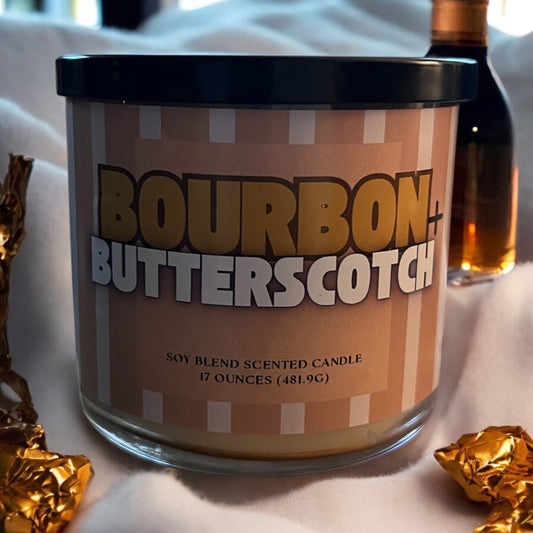 BOURBON+
BUTTERSCOTCH
SOY BLEND SCENTED CANDLE
17 OUNCES (481.9G)